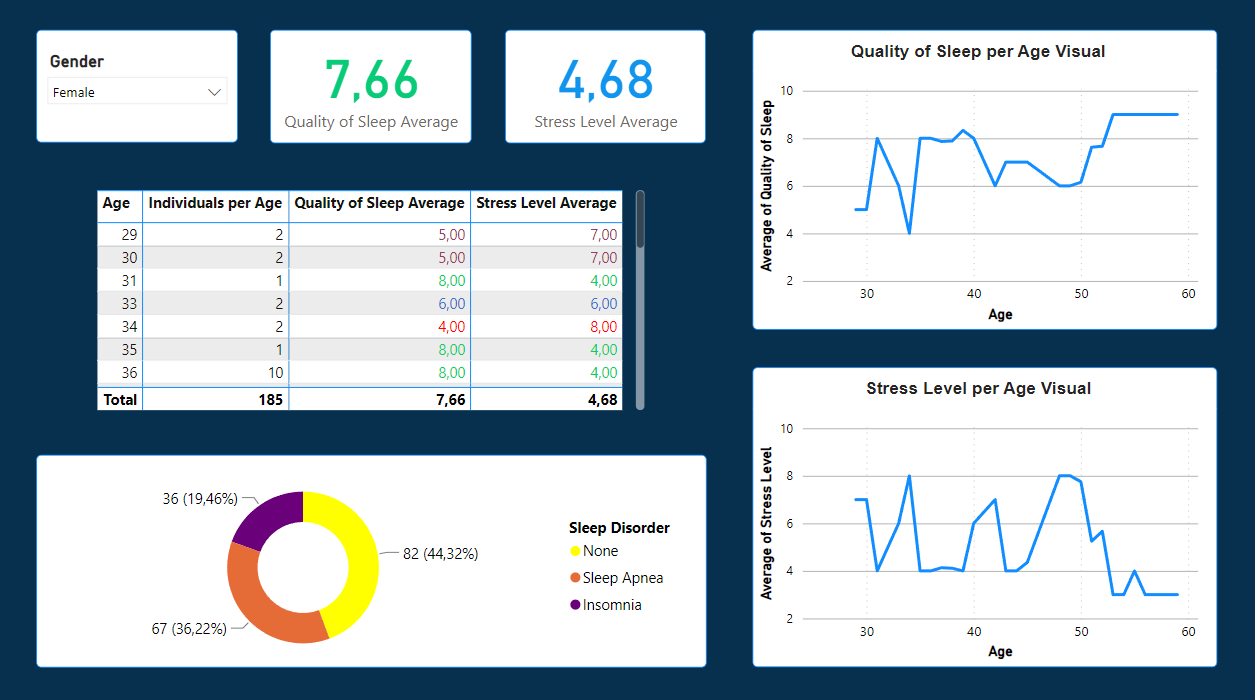 Gender
Female
7,66
Quality of Sleep Average
4,68
Stress Level Average
Age Individuals per Age Quality of Sleep Average Stress Level Average
29 2 5,00 7,00
30 2 5,00 7,00
31 1 8,00 4,00
33 2 6,00 6,00
34 2 4,00 8,00
35 1 8,00 4,00
36 10 8,00 4,00
Total 185 7,66 4,68
36 (19,46%)
82 (44,32%)
67 (36,22%)
Sleep Disorder
None
Sleep Apnea
Insomnia
Quality of Sleep per Age Visual
Average of Quality of Sleep
10
8
6
4
2
30 40 50 60
Age
Stress Level per Age Visual
Average of Stress Level
10
8
6
4
2
30 40 50 60
Age